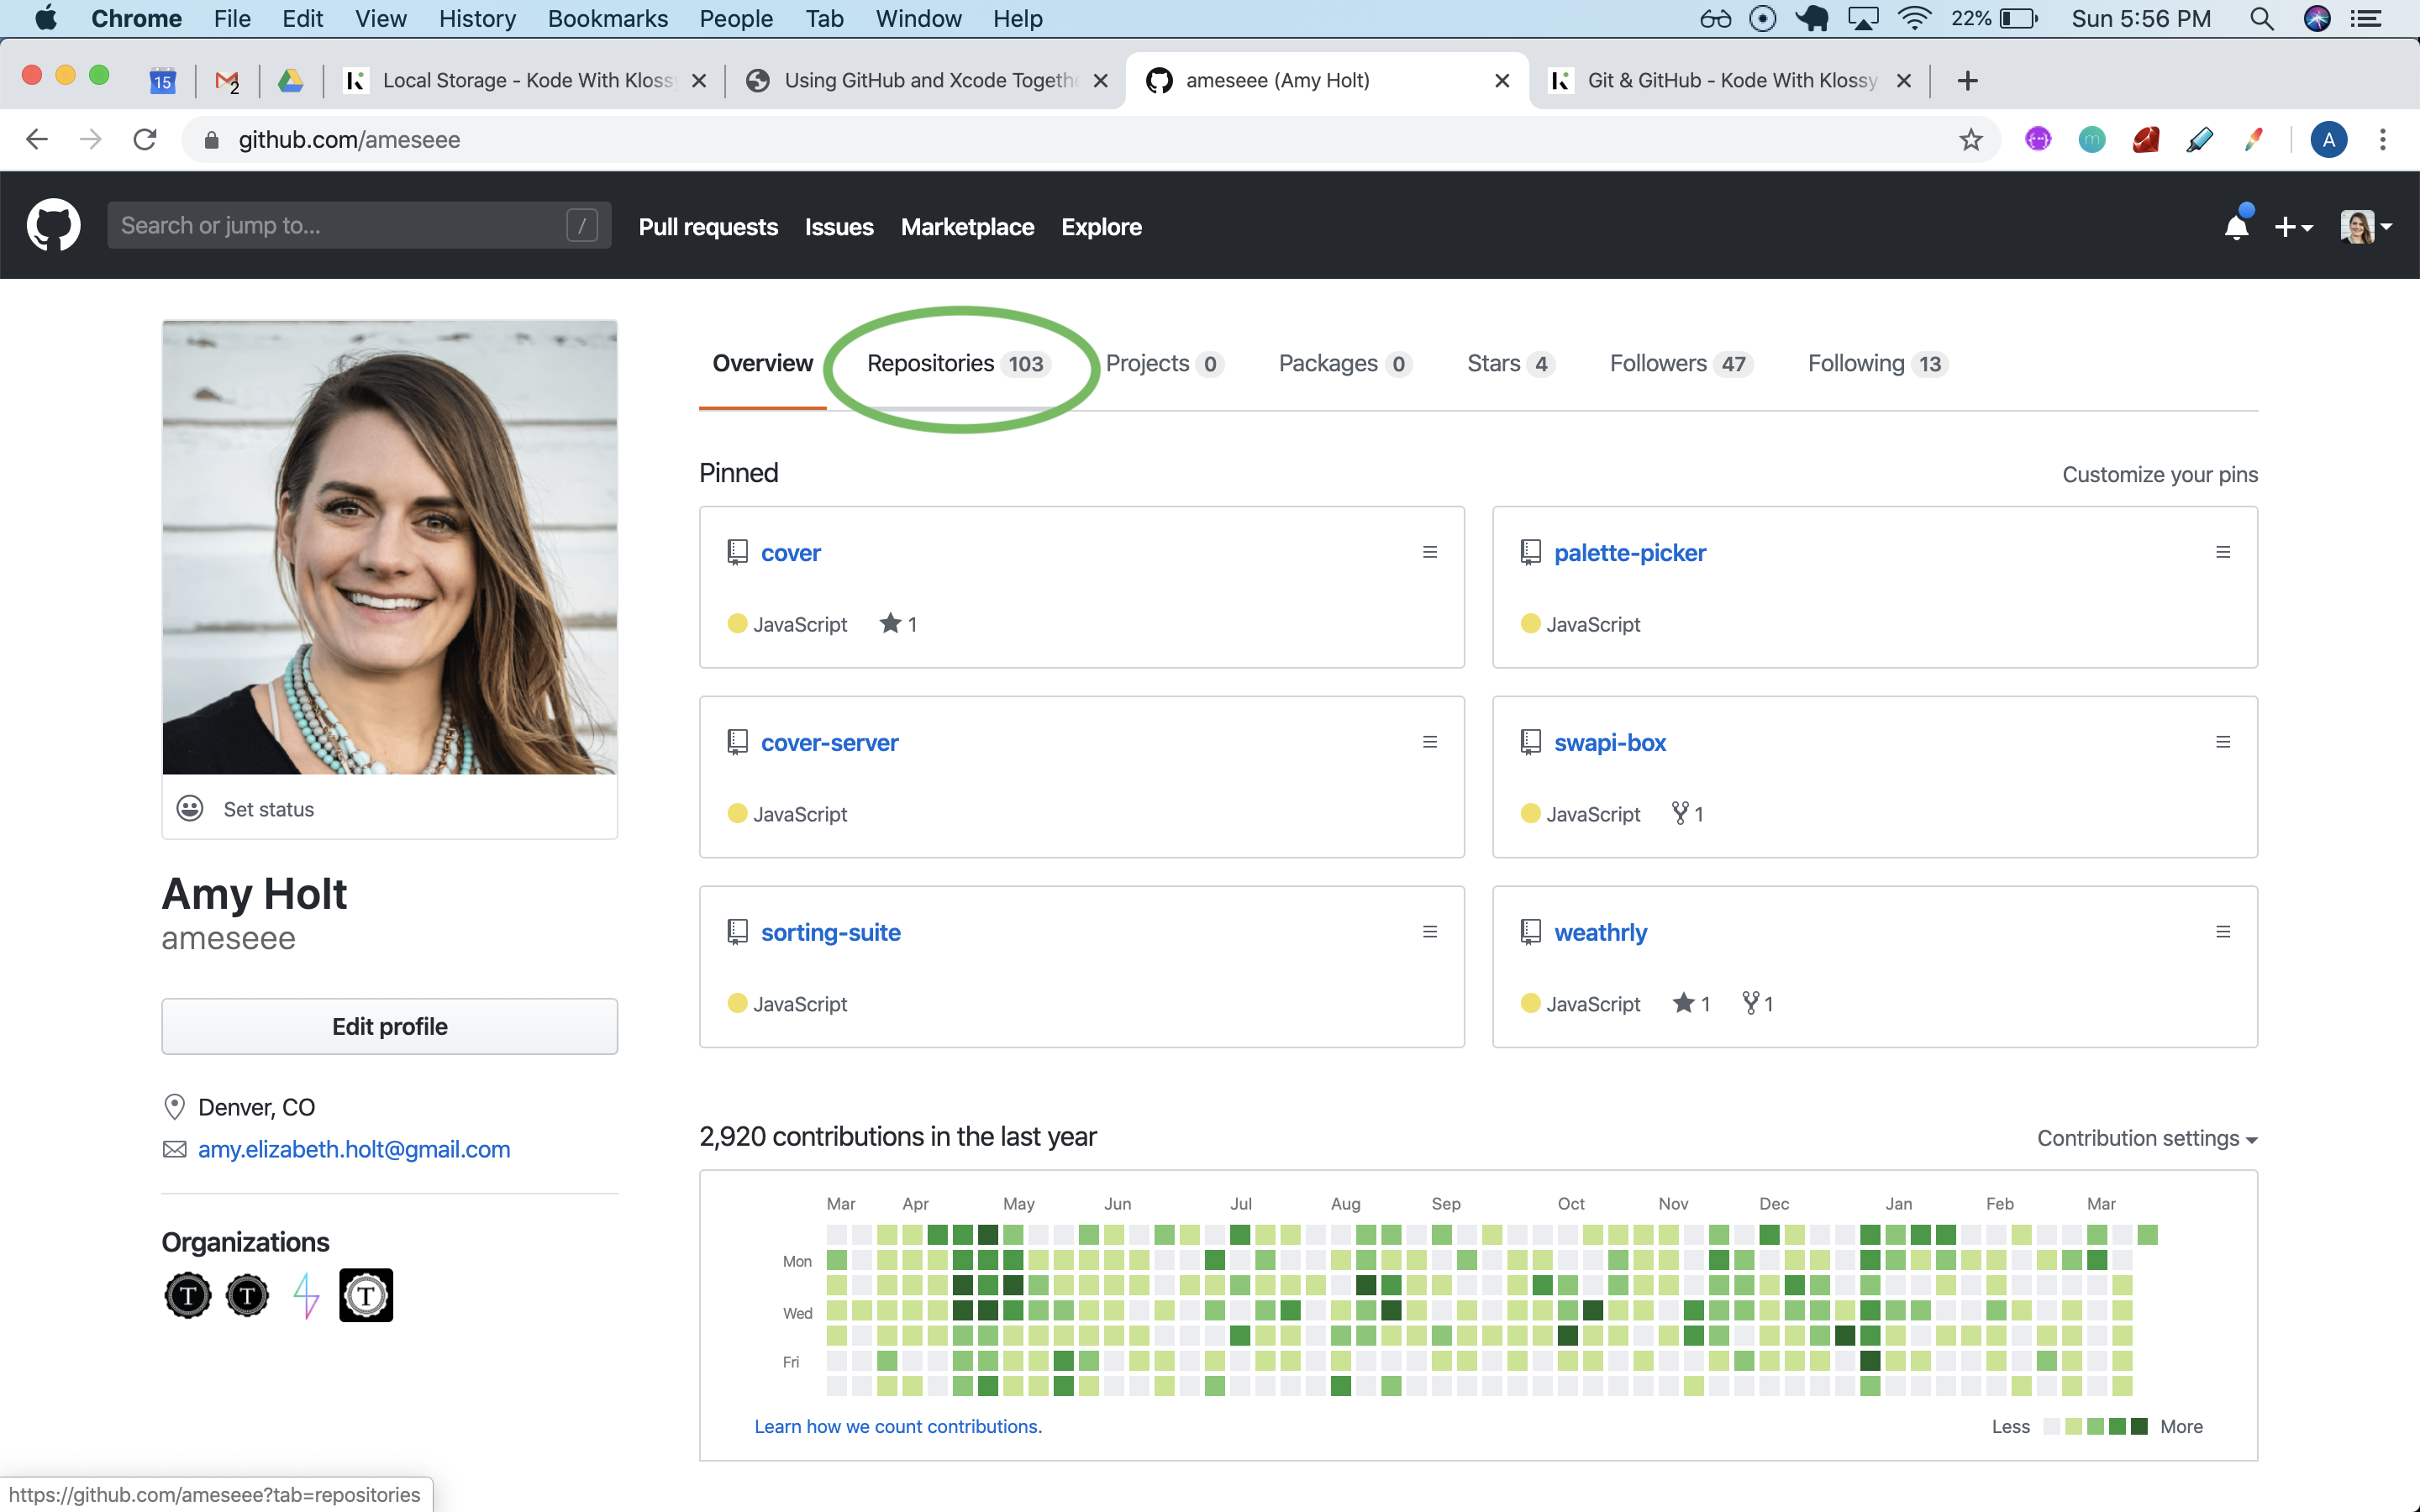 Chrome File Edit View History Bookmarks People Tab Window Help 22% Sun 5:56 PM
15 2 Local Storage - Kode With Kloss Using GitHub and Xcode Togeth ameseee (Amy Holt) Git & GitHub - Kode With Klossy
github.com/ameseee A
Search or jump to... / Pull requests Issues Marketplace Explore
Overview Repositories 103 Projects 0 Packages 0 Stars 4 Followers 47 Following 13
Pinned Customize your pins
cover
JavaScript 1
palette-picker
JavaScript
cover-server
JavaScript
swapi-box
JavaScript 1
sorting-suite
JavaScript
weathrly
JavaScript 1 1
Set status
Amy Holt
ameseee
Edit profile
Denver, CO
amy.elizabeth.holt@gmail.com
Organizations
T T T
2,920 contributions in the last year Contribution settings
Mar Apr May Jun Jul Aug Sep Oct Nov Dec Jan Feb Mar
Mon
Wed
Fri
Learn how we count contributions. Less More
https://github.com/ameseee?tab=repositories